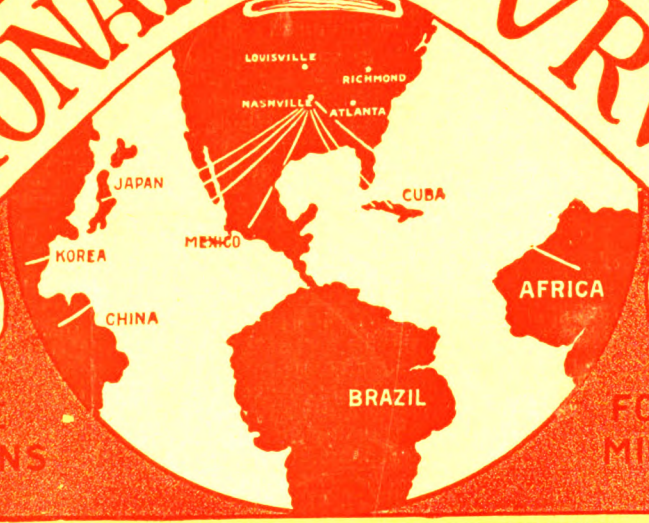 LOUISVILLE
RICHMOND
NASHVILLE
ATLANTA
JAPAN
CUBA
MEXICO
KOREA
AFRICA
CHINA
BRAZIL